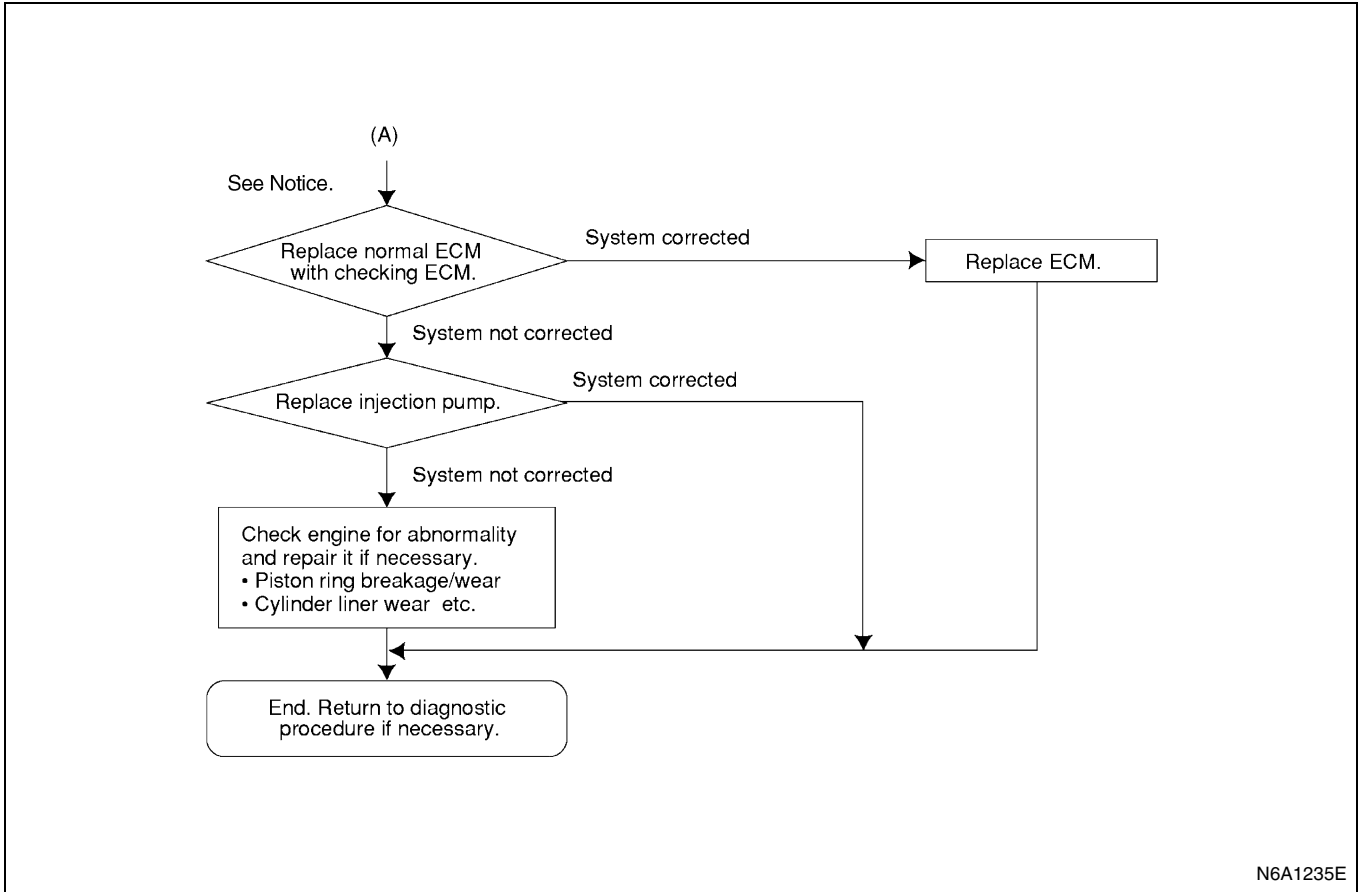 (A)
See Notice.
Replace normal ECM
with checking ECM.
System corrected
Replace ECM.
System not corrected
Replace injection pump.
System corrected
System not corrected
Check engine for abnormality
and repair it if necessary.
• Piston ring breakage/wear
• Cylinder liner wear etc.
End. Return to diagnostic
procedure if necessary.
N6A1235E